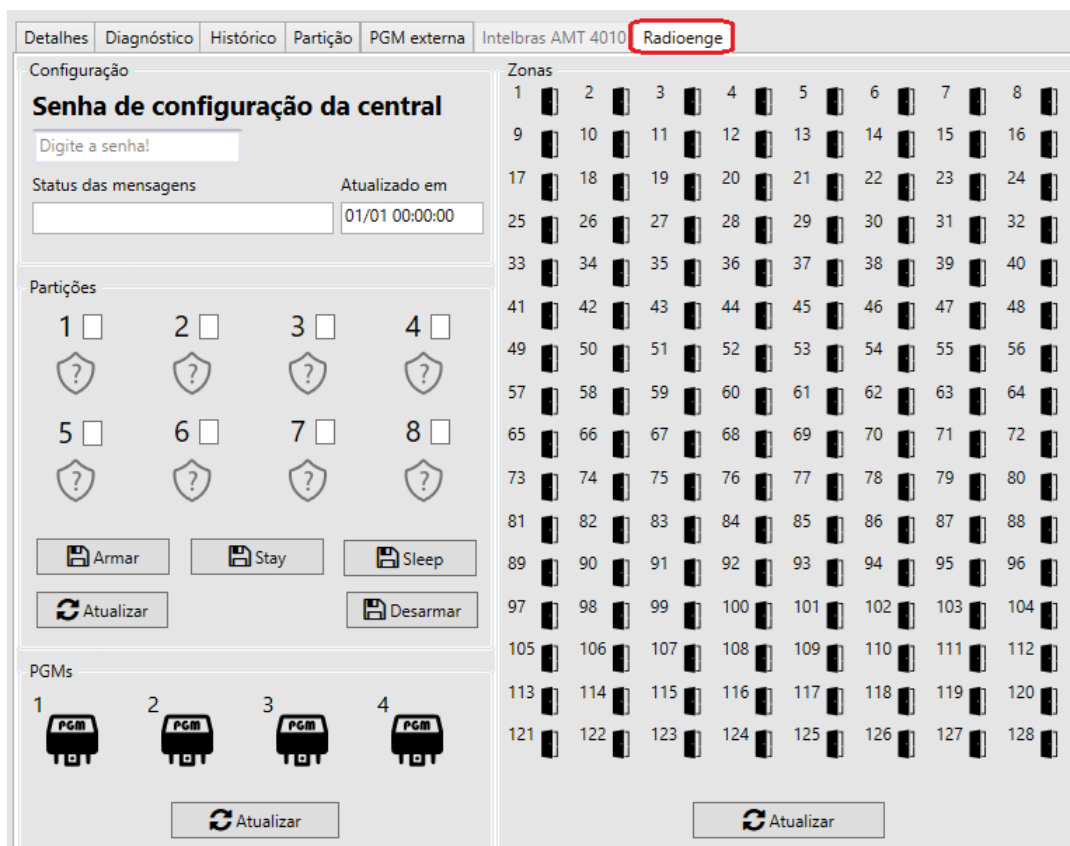 Detalhes Diagnóstico Histórico Partição PGM externa Intelbras AMT 4010 Radioenge
Configuração
Senha de configuração da central
Digite a senha!
Status das mensagens Atualizado em
01/01 00:00:00
Partições
1 2 3 4
? ? ? ?
5 6 7 8
? ? ? ?
Armar Stay Sleep
Atualizar Desarmar
PGMs
1 2 3 4
PGM PGM PGM PGM
Atualizar
Zonas
1 2 3 4 5 6 7 8
9 10 11 12 13 14 15 16
17 18 19 20 21 22 23 24
25 26 27 28 29 30 31 32
33 34 35 36 37 38 39 40
41 42 43 44 45 46 47 48
49 50 51 52 53 54 55 56
57 58 59 60 61 62 63 64
65 66 67 68 69 70 71 72
73 74 75 76 77 78 79 80
81 82 83 84 85 86 87 88
89 90 91 92 93 94 95 96
97 98 99 100 101 102 103 104
105 106 107 108 109 110 111 112
113 114 115 116 117 118 119 120
121 122 123 124 125 126 127 128
Atualizar